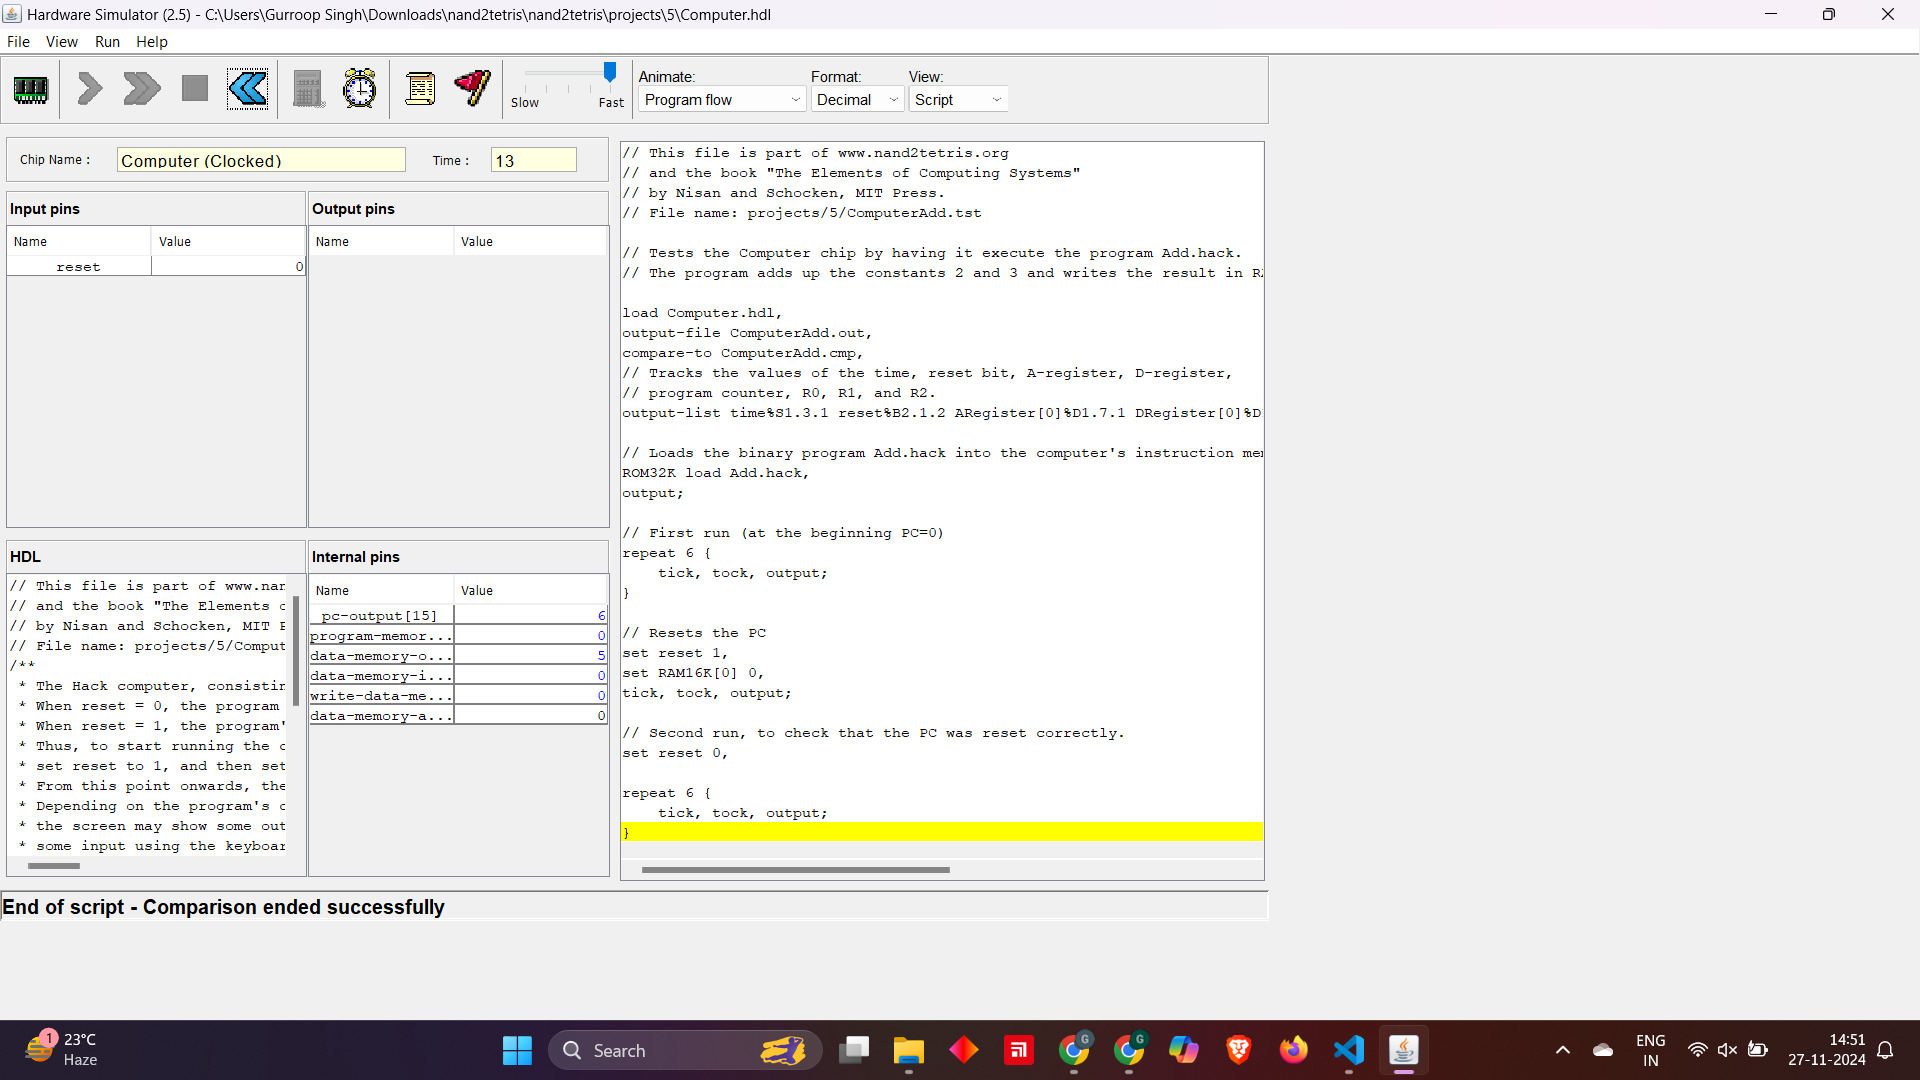 Hardware Simulator (2.5) - C:\Users\Gurroop Singh\Downloads\nand2tetris\nand2tetris\projects\5\Computer.hdl
File View Run Help
Slow Fast
Animate: Format: View:
Program flow Decimal Script
Chip Name : Computer (Clocked) Time : 13
Input pins
Name Value
reset 0
Output pins
Name Value
HDL
// This file is part of www.nan
// and the book "The Elements o
// by Nisan and Schocken, MIT P
// File name: projects/5/Comput
/**
* The Hack computer, consistin
* When reset = 0, the program
* When reset = 1, the program'
* Thus, to start running the c
* set reset to 1, and then set
* From this point onwards, the
* Depending on the program's c
* the screen may show some out
* some input using the keyboar
Internal pins
Name Value
pc-output[15] 6
program-memor... 0
data-memory-o... 5
data-memory-i... 0
write-data-me... 0
data-memory-a... 0
// This file is part of www.nand2tetris.org
// and the book "The Elements of Computing Systems"
// by Nisan and Schocken, MIT Press.
// File name: projects/5/ComputerAdd.tst
// Tests the Computer chip by having it execute the program Add.hack.
// The program adds up the constants 2 and 3 and writes the result in RA
load Computer.hdl,
output-file ComputerAdd.out,
compare-to ComputerAdd.cmp,
// Tracks the values of the time, reset bit, A-register, D-register,
// program counter, R0, R1, and R2.
output-list time%S1.3.1 reset%B2.1.2 ARegister[0]%D1.7.1 DRegister[0]%D
// Loads the binary program Add.hack into the computer's instruction mem
ROM32K load Add.hack,
output;
// First run (at the beginning PC=0)
repeat 6 {
tick, tock, output;
}
// Resets the PC
set reset 1,
set RAM16K[0] 0,
tick, tock, output;
// Second run, to check that the PC was reset correctly.
set reset 0,
repeat 6 {
tick, tock, output;
}
End of script - Comparison ended successfully
1
23°C
Haze
Search
G
G
ENG
IN
14:51
27-11-2024